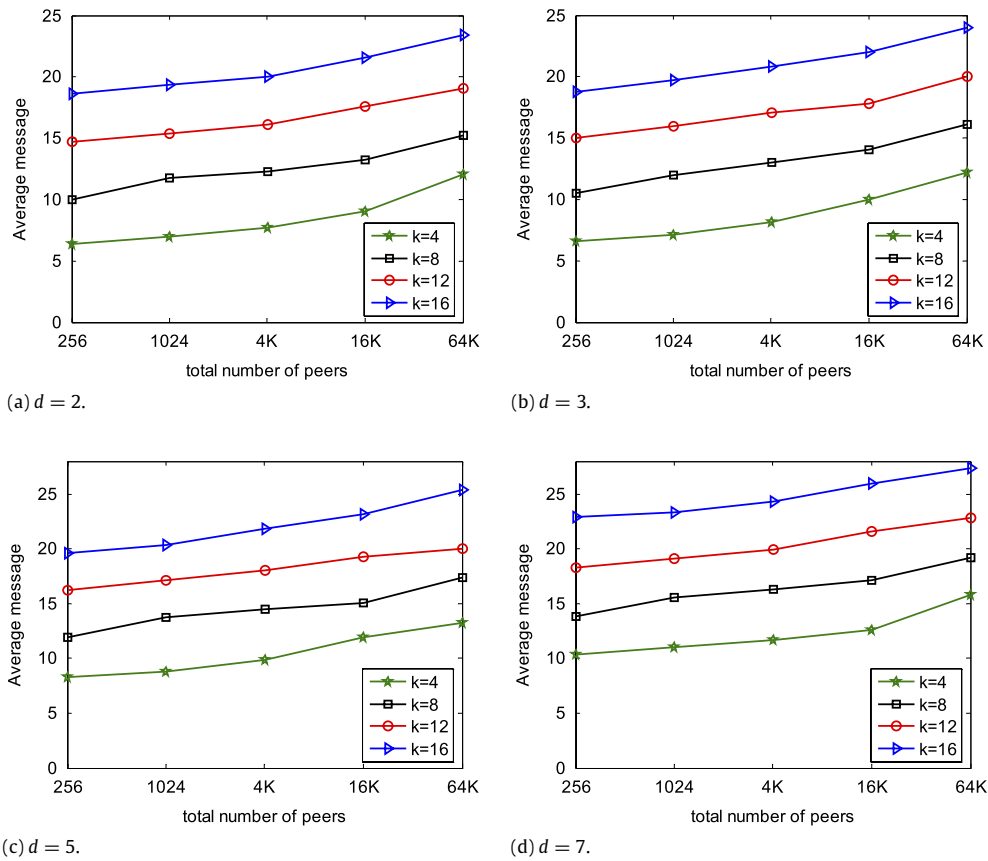 25
20
15
10
5
0
Average message
256 1024 4K 16K 64K
total number of peers
k=4
k=8
k=12
k=16
(a) d = 2.
25
20
15
10
5
0
Average message
256 1024 4K 16K 64K
total number of peers
k=4
k=8
k=12
k=16
(b) d = 3.
25
20
15
10
5
0
Average message
256 1024 4K 16K 64K
total number of peers
k=4
k=8
k=12
k=16
(c) d = 5.
25
20
15
10
5
0
Average message
256 1024 4K 16K 64K
total number of peers
k=4
k=8
k=12
k=16
(d) d = 7.